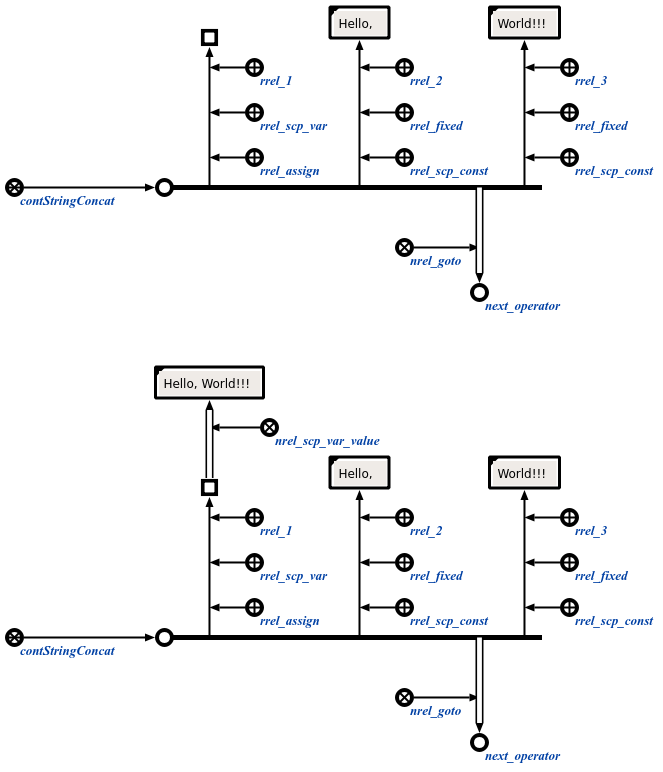 Hello,
World!!!
rrel_1
rrel_2
rrel_3
rrel_scp_var
rrel_fixed
rrel_fixed
rrel_assign
rrel_scp_const
rrel_scp_const
contStringConcat
nrel_goto
next_operator
Hello, World!!!
nrel_scp_var_value
Hello,
World!!!
rrel_1
rrel_2
rrel_3
rrel_scp_var
rrel_fixed
rrel_fixed
rrel_assign
rrel_scp_const
rrel_scp_const
contStringConcat
nrel_goto
next_operator